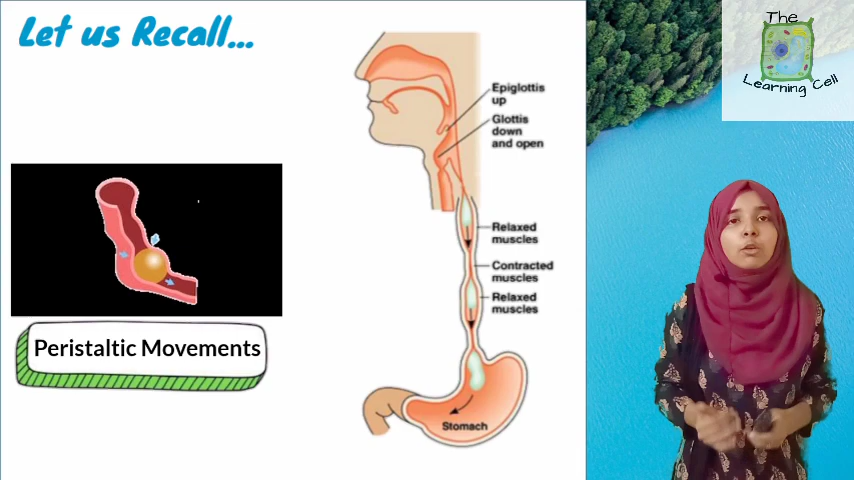 Let us Recall...
The
Learning Cell
Epiglottis
up
Glottis
down
and open
Relaxed
muscles
Contracted
muscles
Relaxed
muscles
Peristaltic Movements
Stomach